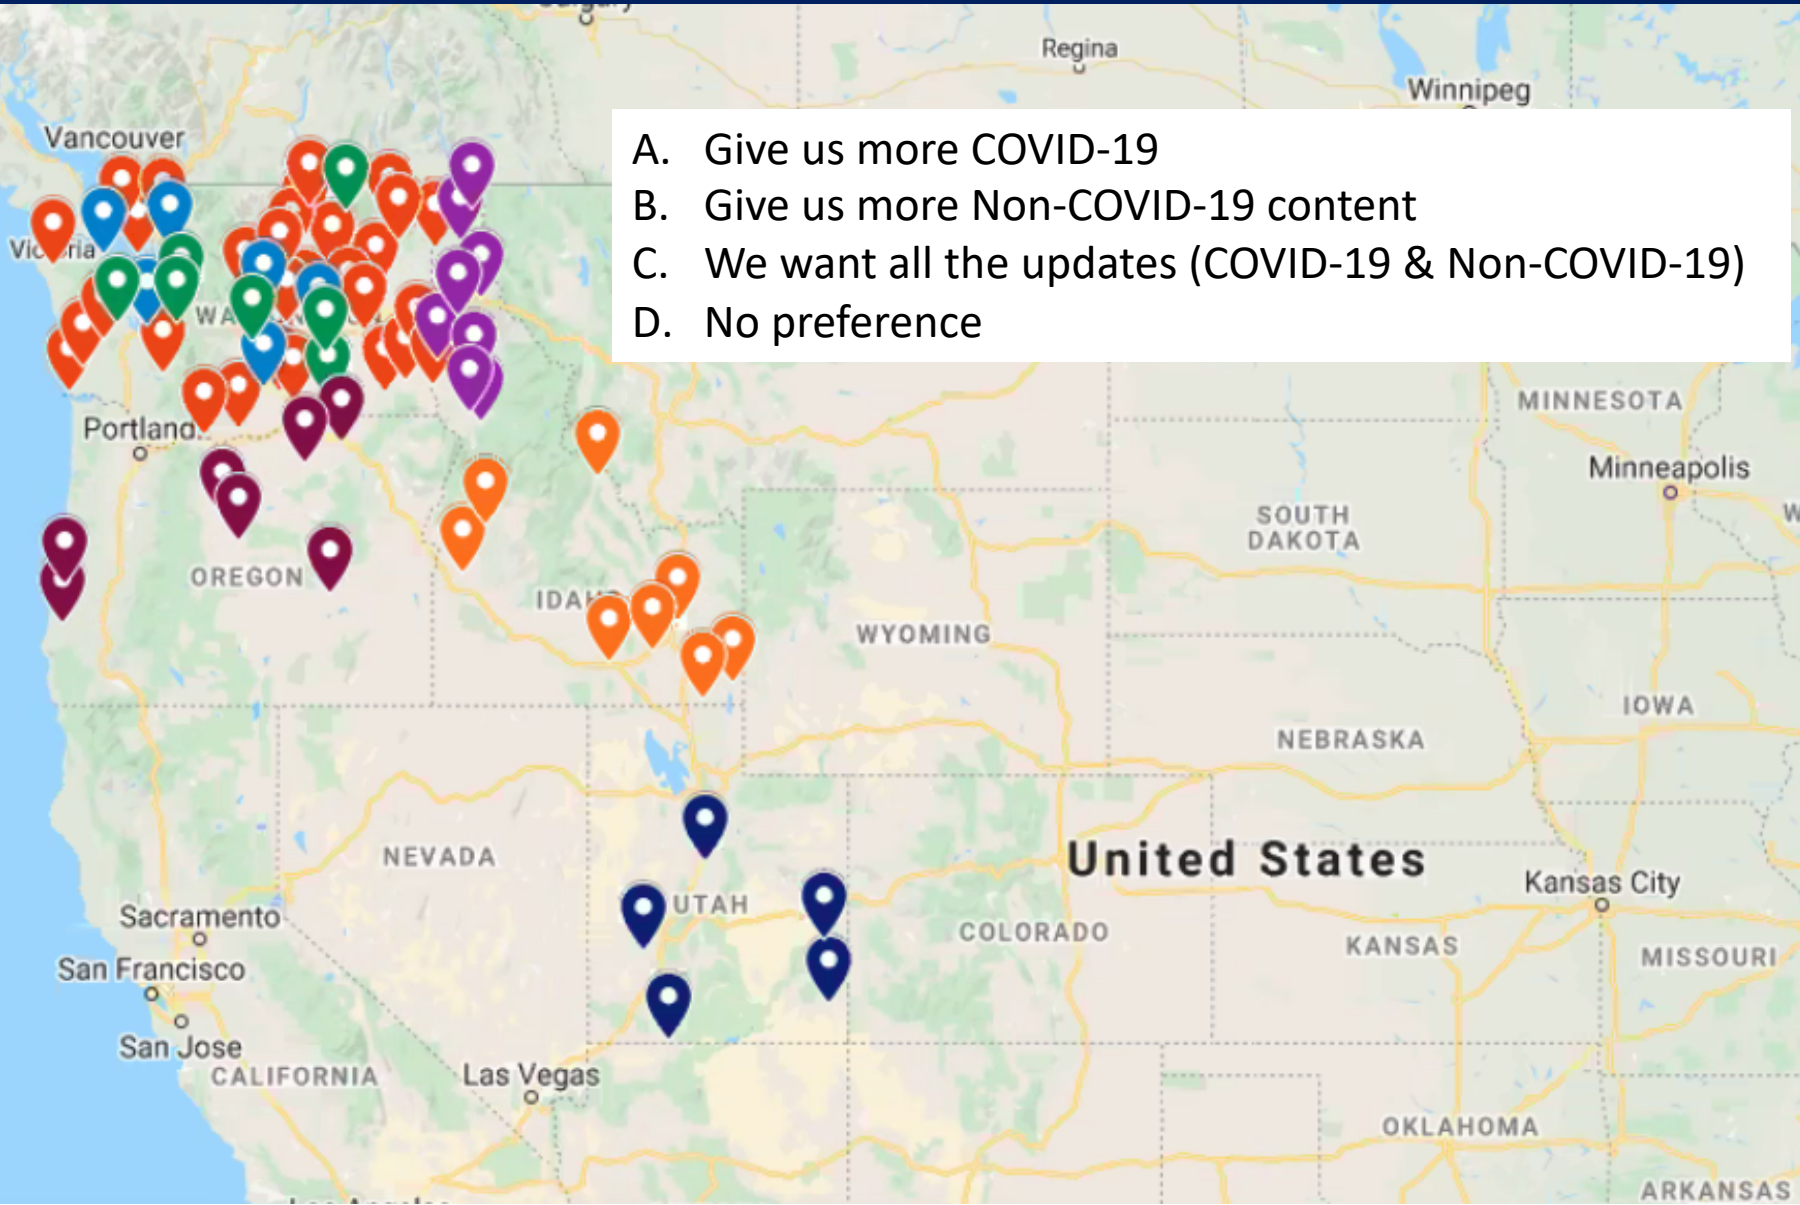 Regina
Winnipeg
Vancouver
A. Give us more COVID-19
B. Give us more Non-COVID-19 content
C. We want all the updates (COVID-19 & Non-COVID-19)
D. No preference
MINNESOTA
Portland
Minneapolis
SOUTH
DAKOTA
OREGON
WYOMING
IOWA
NEBRASKA
NEVADA
United States
Kansas City
UTAH
Sacramento
COLORADO
KANSAS
MISSOURI
San Francisco
San Jose
CALIFORNIA
Las Vegas
OKLAHOMA
ARKANSAS